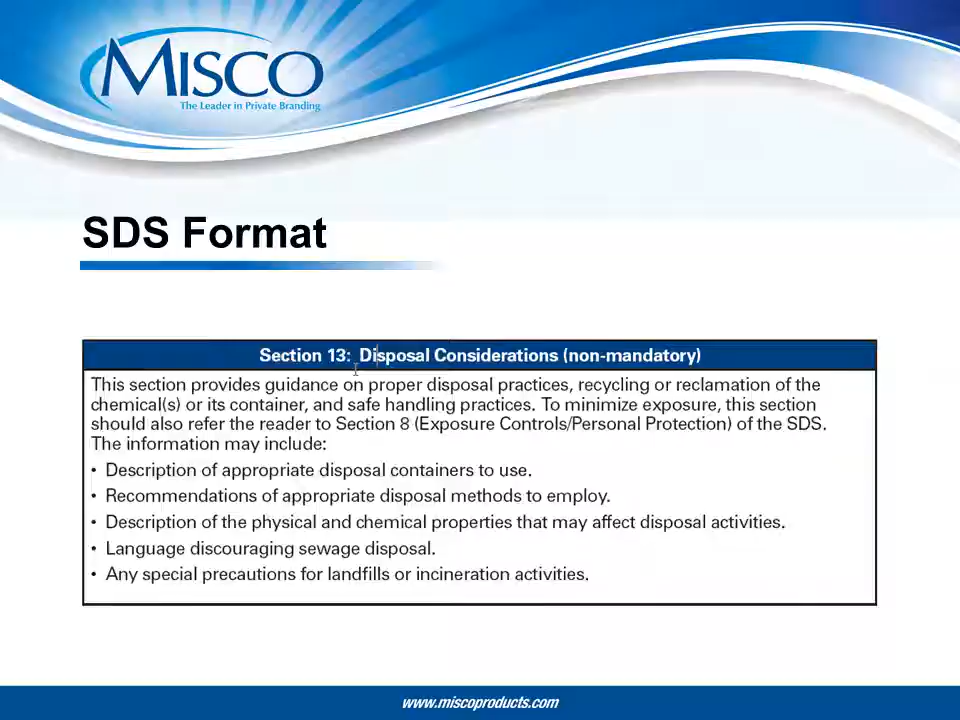 MISCO
The Leader in Private Branding
SDS Format
Section 13: Disposal Considerations (non-mandatory)
This section provides guidance on proper disposal practices, recycling or reclamation of the
chemical(s) or its container, and safe handling practices. To minimize exposure, this section
should also refer the reader to Section 8 (Exposure Controls/Personal Protection) of the SDS.
The information may include:
• Description of appropriate disposal containers to use.
• Recommendations of appropriate disposal methods to employ.
• Description of the physical and chemical properties that may affect disposal activities.
• Language discouraging sewage disposal.
• Any special precautions for landfills or incineration activities.
www.miscoproducts.com